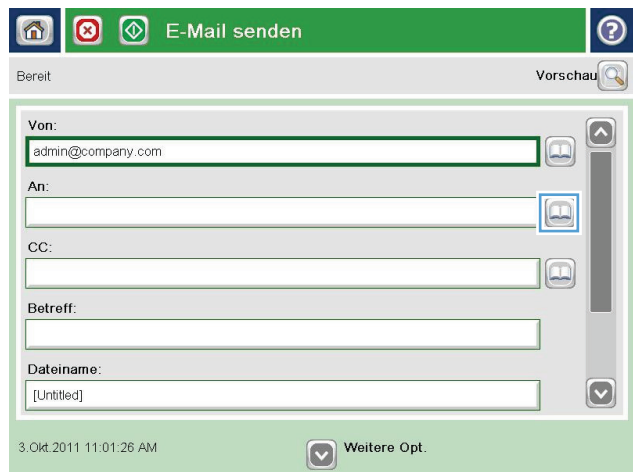 E-Mail senden
?
Bereit
Vorschau
Von:
admin@company.com
An:
CC:
Betreff:
Dateiname:
[Untitled]
3.Okt.2011 11:01:26 AM
Weitere Opt.